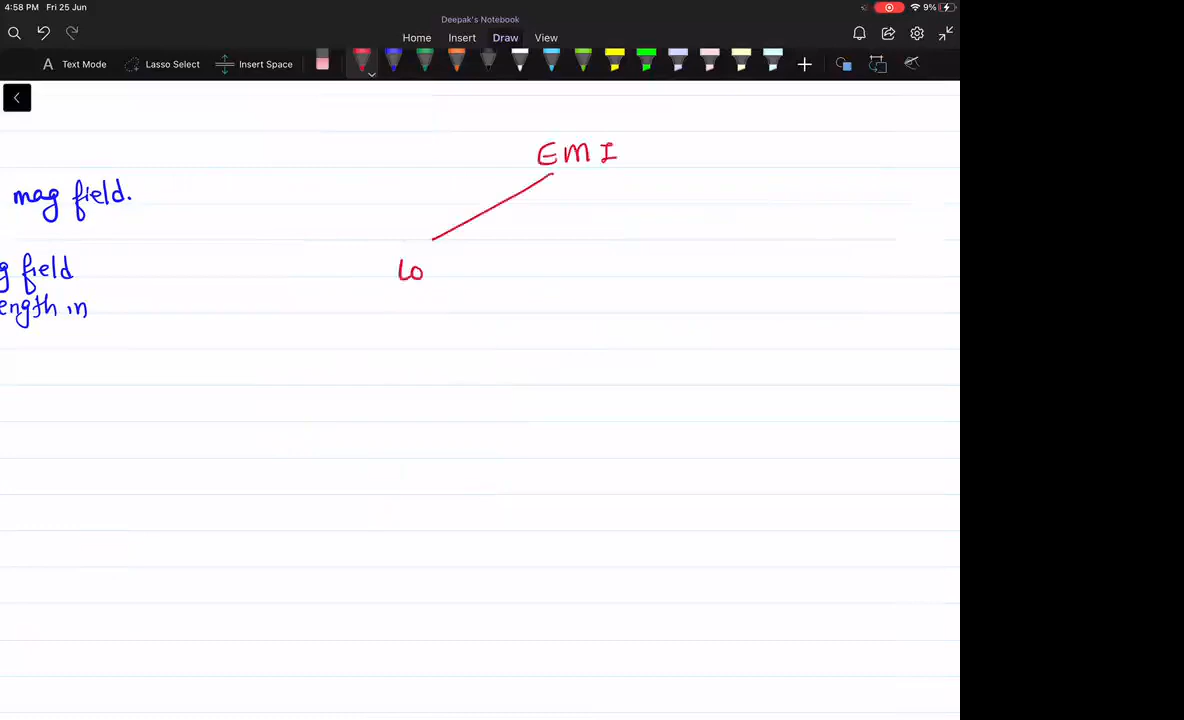 4:58 PM Fri 25 Jun
9%
Deepak's Notebook
Home Insert Draw View
Text Mode Lasso Select Insert Space
EMI
mag field.
Lo
g field
ength in